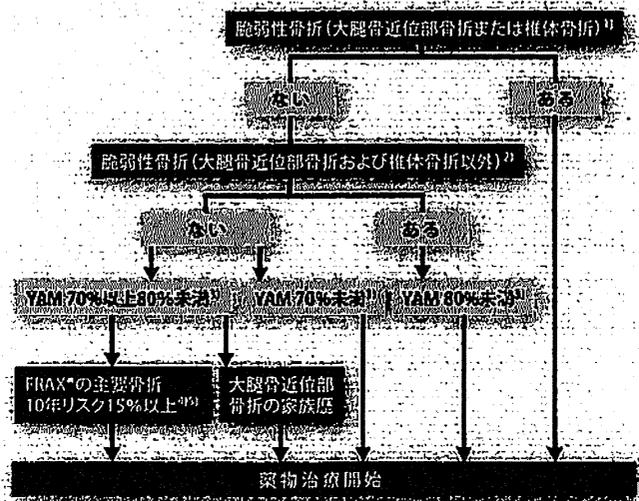 脆弱性骨折(大腿骨近位部骨折または椎体骨折)1)
ない
ある
脆弱性骨折(大腿骨近位部骨折および椎体骨折以外)2)
ない
ある
YAM 70%以上80%未満3)
YAM 70%未満3)
YAM 80%未満3)
FRAX®の主要骨折
10年リスク15%以上4)5)
大腿骨近位部
骨折の家族歴
薬物治療開始